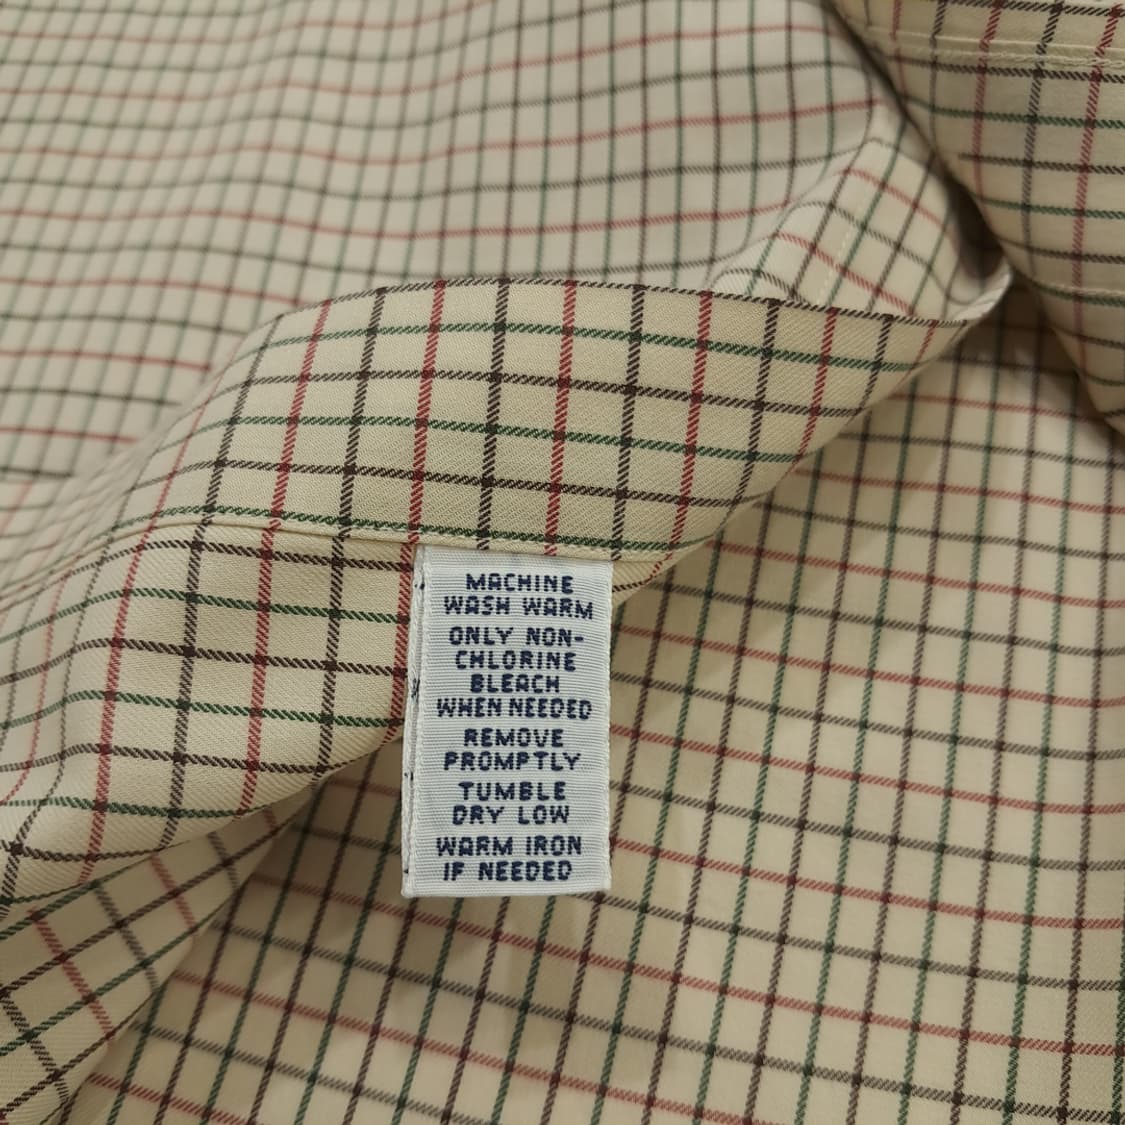 MACHINE
WASH WARM
ONLY NON-
CHLORINE
BLEACH
WHEN NEEDED
REMOVE
PROMPTLY
TUMBLE
DRY LOW
WARM IRON
IF NEEDED